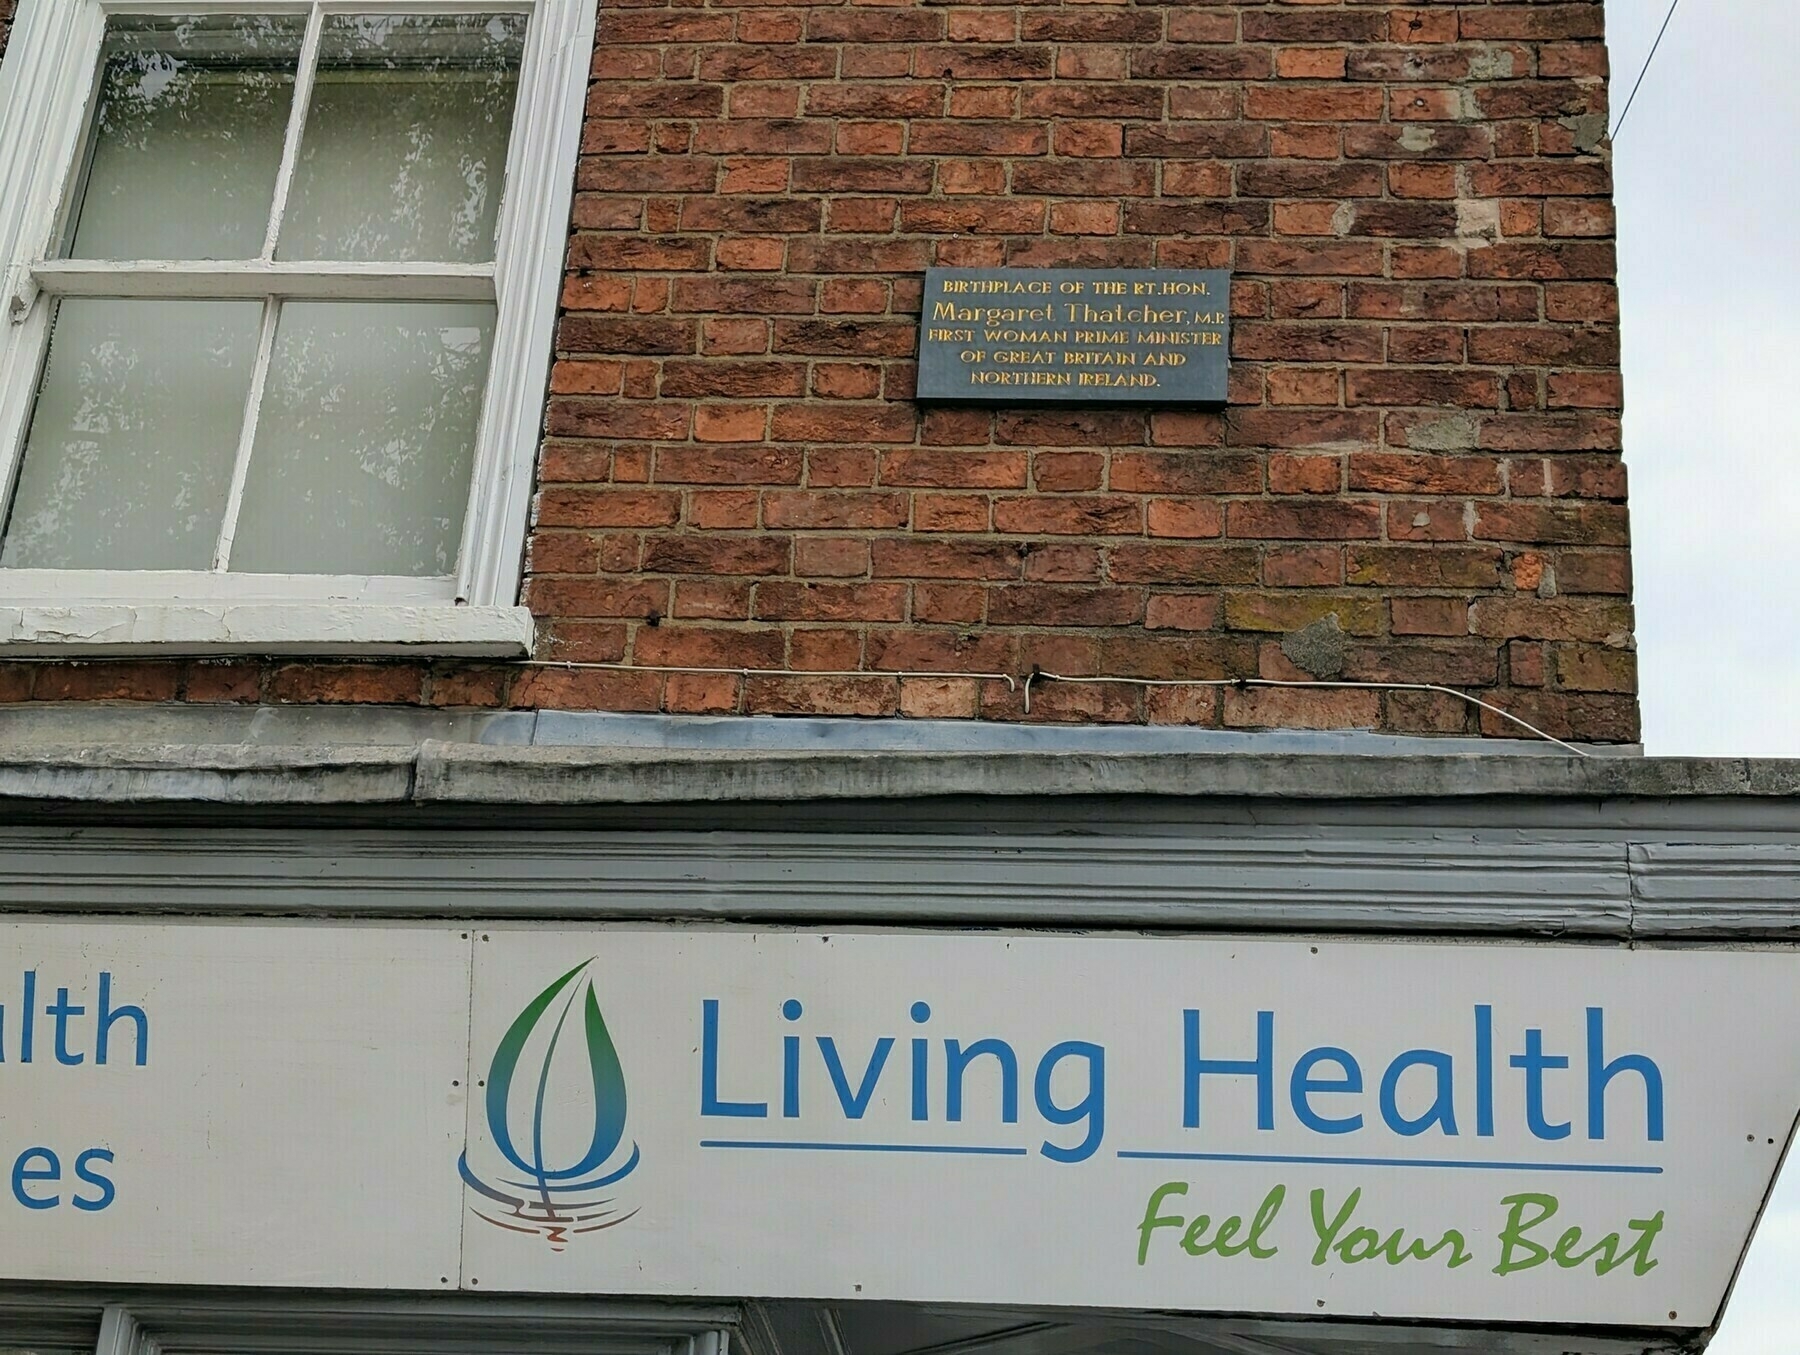 BIRTHPLACE OF THE RT.HON.
Margaret Thatcher, M.P.
FIRST WOMAN PRIME MINISTER
OF GREAT BRITAIN AND
NORTHERN IRELAND.
alth
es
Living Health
Feel Your Best